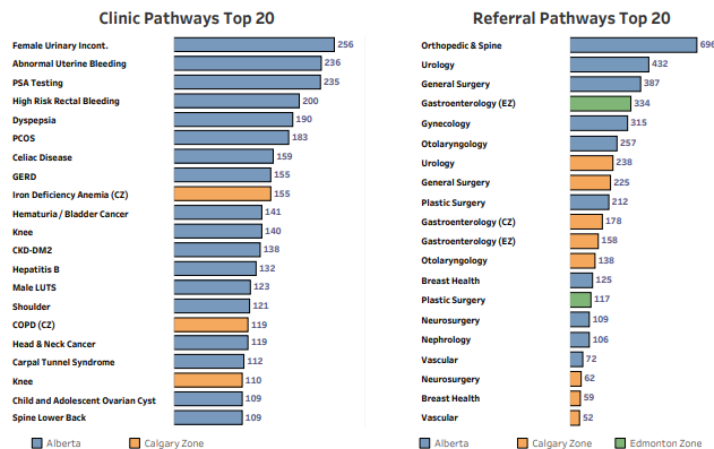 Clinic Pathways Top 20
Female Urinary Incont. 256
Abnormal Uterine Bleeding 236
PSA Testing 235
High Risk Rectal Bleeding 200
Dyspepsia 190
PCOS 183
Celiac Disease 159
GERD 155
Iron Deficiency Anemia (CZ) 155
Hematuria / Bladder Cancer 141
Knee 140
CKD-DM2 138
Hepatitis B 132
Male LUTS 123
Shoulder 121
COPD (CZ) 119
Head & Neck Cancer 119
Carpal Tunnel Syndrome 112
Knee 110
Child and Adolescent Ovarian Cyst 109
Spine Lower Back 109
Alberta Calgary Zone
Referral Pathways Top 20
Orthopedic & Spine 696
Urology 432
General Surgery 387
Gastroenterology (EZ) 334
Gynecology 315
Otolaryngology 257
Urology 238
General Surgery 225
Plastic Surgery 212
Gastroenterology (CZ) 178
Gastroenterology (EZ) 158
Otolaryngology 138
Breast Health 125
Plastic Surgery 117
Neurosurgery 109
Nephrology 106
Vascular 72
Neurosurgery 62
Breast Health 59
Vascular 52
Alberta Calgary Zone Edmonton Zone